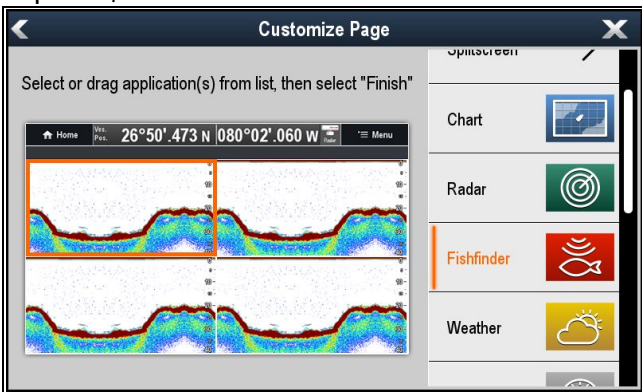 Customize Page
Splitscreen
Select or drag application(s) from list, then select "Finish"
Home Ves. Pos. 26°50'.473 N 080°02'.060 W Radar Menu
Chart
Radar
Fishfinder
Weather